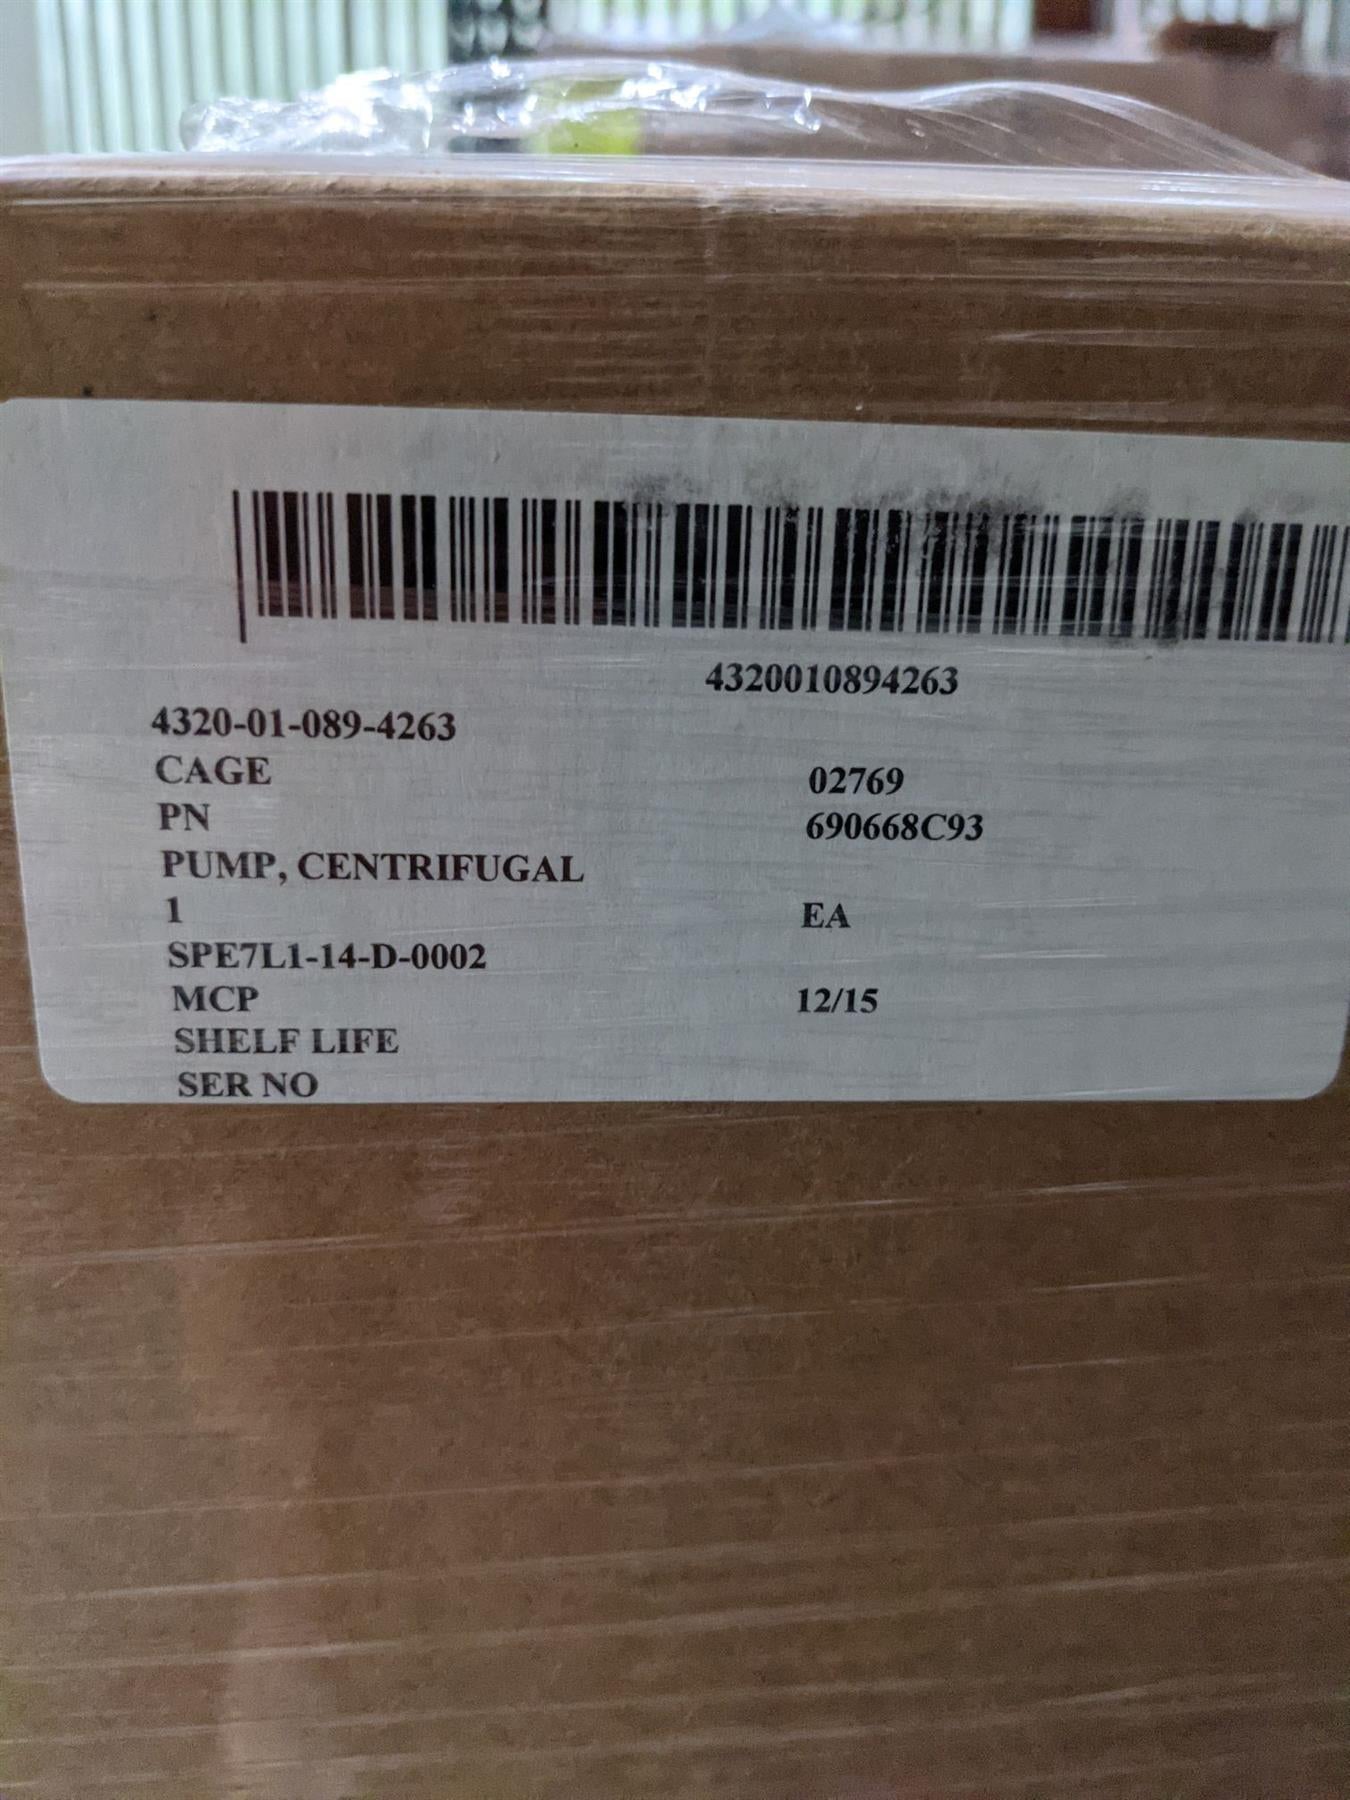 4320010894263
4320-01-089-4263
CAGE 02769
PN 690668C93
PUMP, CENTRIFUGAL
1 EA
SPE7L1-14-D-0002
MCP 12/15
SHELF LIFE
SER NO